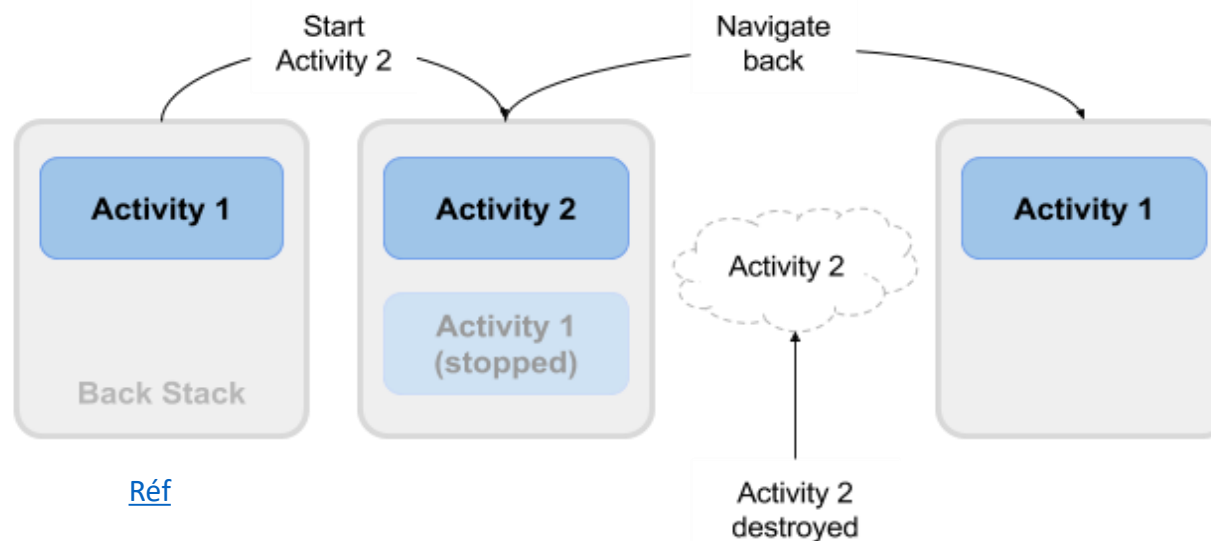 Start
Activity 2
Navigate
back
Activity 1
Back Stack
Activity 2
Activity 1
(stopped)
Activity 2
Activity 1
Réf
Activity 2
destroyed